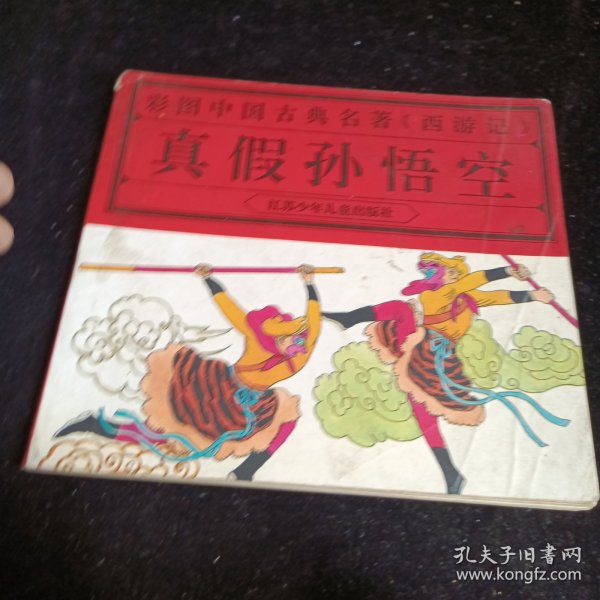 彩图中国古典名著《西游记》
真假孙悟空
江苏少年儿童出版社
孔夫子旧书网
www.kongfz.com